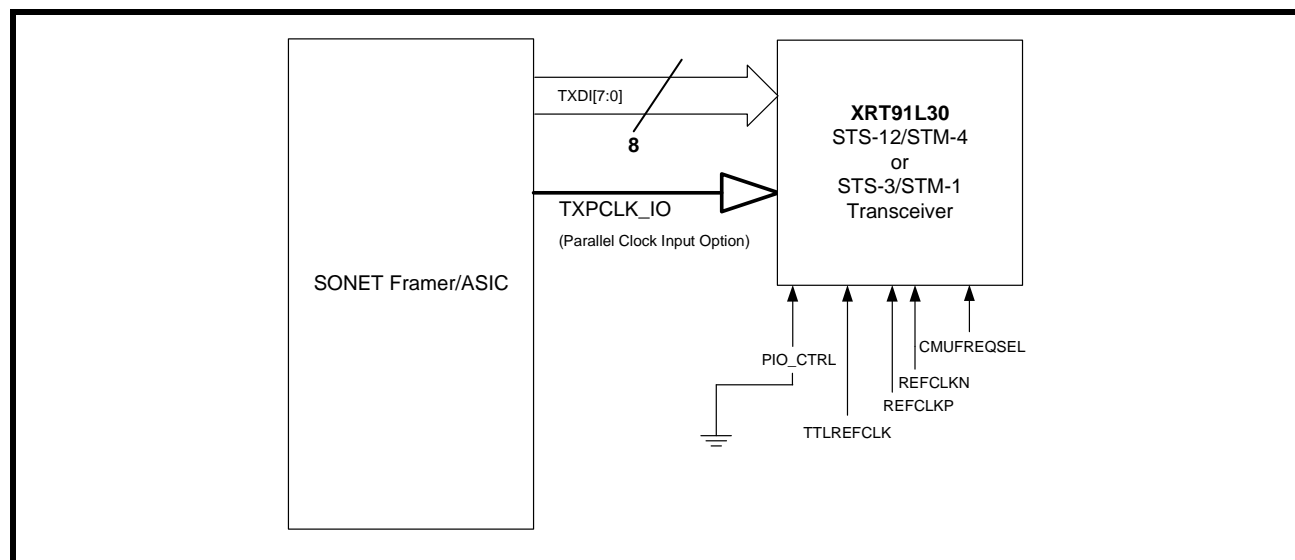 TXDI[7:0]
8
TXPCLK_IO
(Parallel Clock Input Option)
SONET Framer/ASIC
XRT91L30
STS-12/STM-4
or
STS-3/STM-1
Transceiver
PIO_CTRL
CMUFREQSEL
REFCLKN
REFCLKP
TTLREFCLK